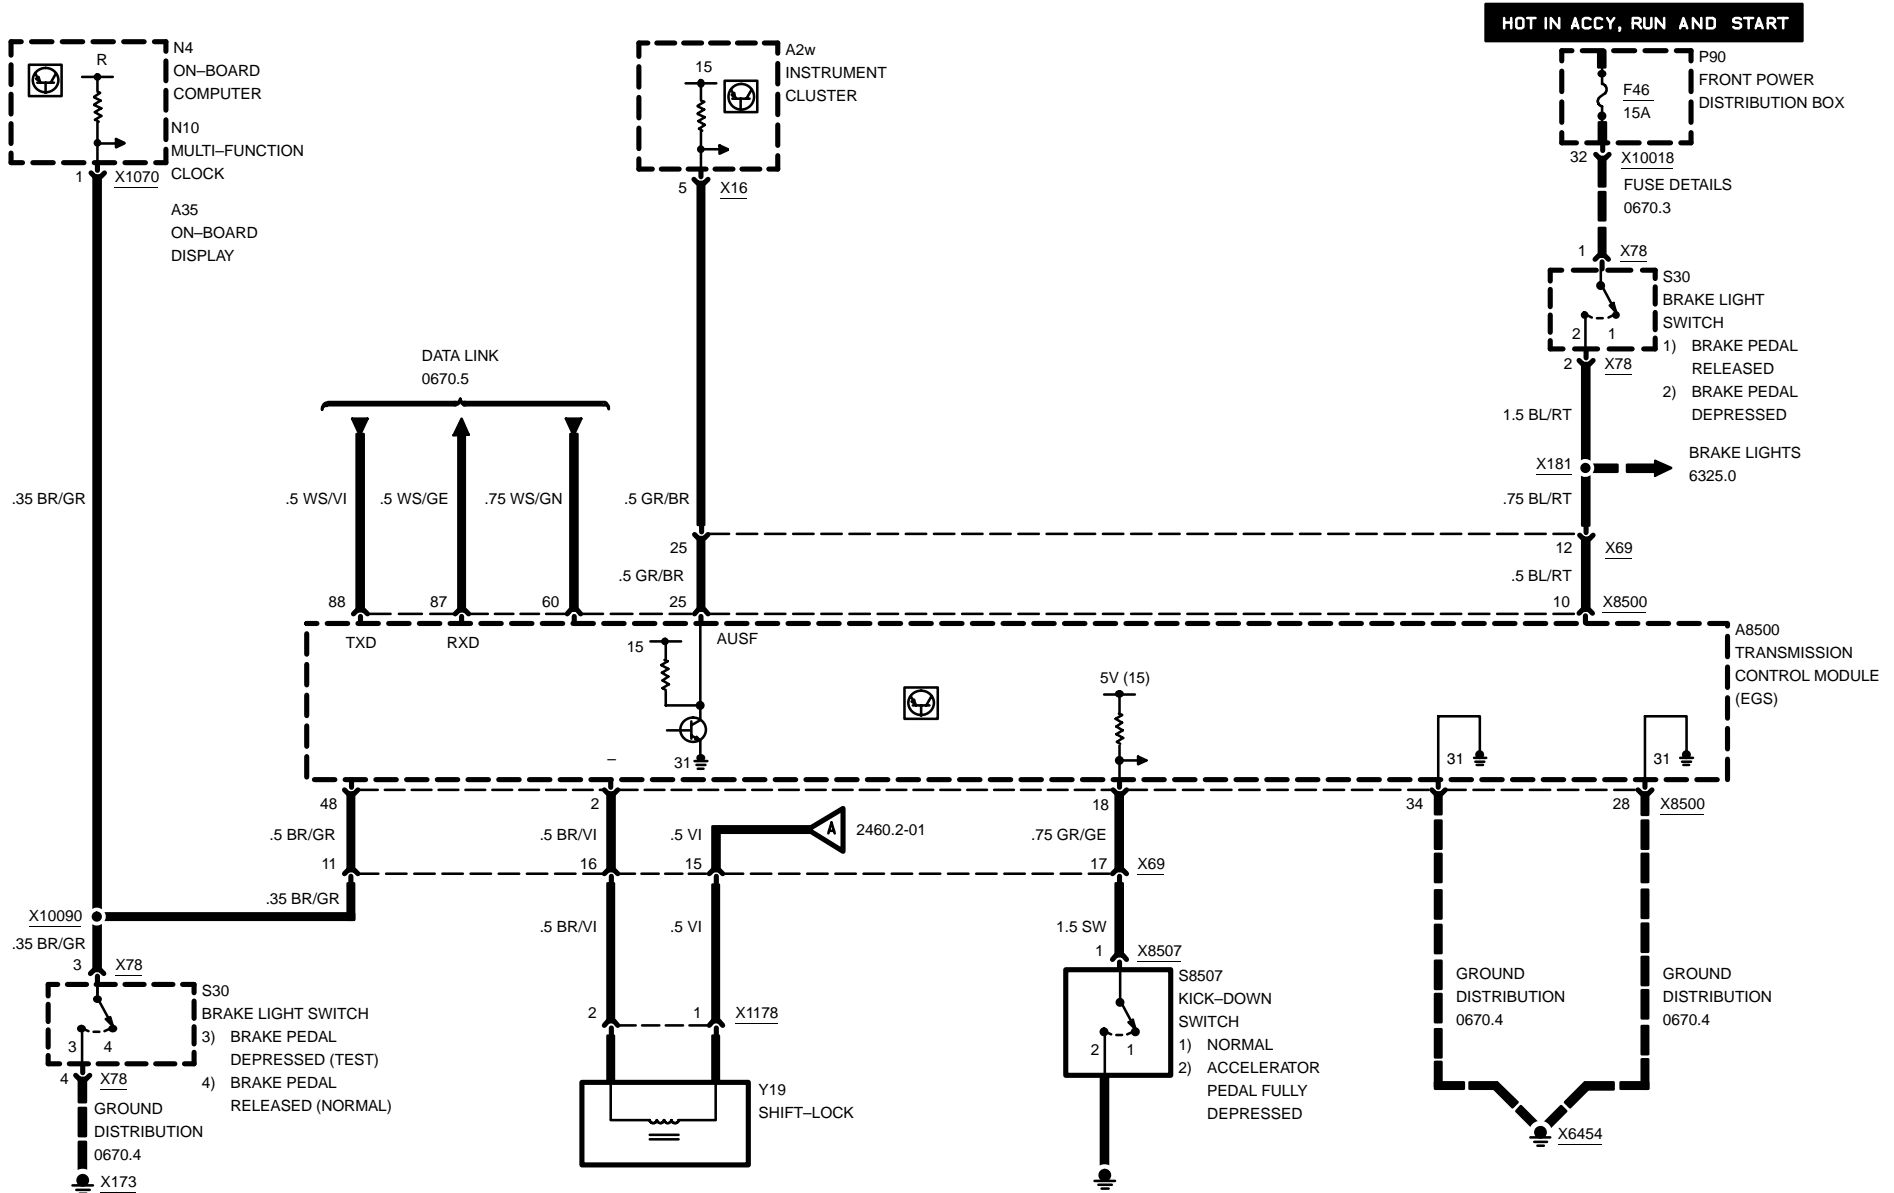 HOT IN ACCY, RUN AND START
N4
ON–BOARD
COMPUTER
N10
MULTI–FUNCTION
CLOCK
A35
ON–BOARD
DISPLAY
R
1 X1070
A2w
INSTRUMENT
CLUSTER
15
5 X16
P90
FRONT POWER
DISTRIBUTION BOX
F46
15A
32 X10018
FUSE DETAILS
0670.3
1 X78
S30
BRAKE LIGHT
SWITCH
1) BRAKE PEDAL
RELEASED
2) BRAKE PEDAL
DEPRESSED
2 1
2 X78
1.5 BL/RT
X181
BRAKE LIGHTS
6325.0
DATA LINK
0670.5
.35 BR/GR
.5 WS/VI
.5 WS/GE
.75 WS/GN
.5 GR/BR
.75 BL/RT
25
12 X69
.5 GR/BR
.5 BL/RT
88
87
60
25
10 X8500
TXD
RXD
15
AUSF
31
5V (15)
31
31
–
A8500
TRANSMISSION
CONTROL MODULE
(EGS)
48
2
18
34
28 X8500
.5 BR/GR
.5 BR/VI
.5 VI
A
2460.2-01
.75 GR/GE
11
16
15
17 X69
.35 BR/GR
X10090
.35 BR/GR
.5 BR/VI
.5 VI
1.5 SW
3 X78
1 X8507
S30
BRAKE LIGHT SWITCH
3) BRAKE PEDAL
DEPRESSED (TEST)
4) BRAKE PEDAL
RELEASED (NORMAL)
3 4
4 X78
GROUND
DISTRIBUTION
0670.4
X173
2
1 X1178
Y19
SHIFT–LOCK
S8507
KICK–DOWN
SWITCH
1) NORMAL
2) ACCELERATOR
PEDAL FULLY
DEPRESSED
2 1
GROUND
DISTRIBUTION
0670.4
GROUND
DISTRIBUTION
0670.4
X6454